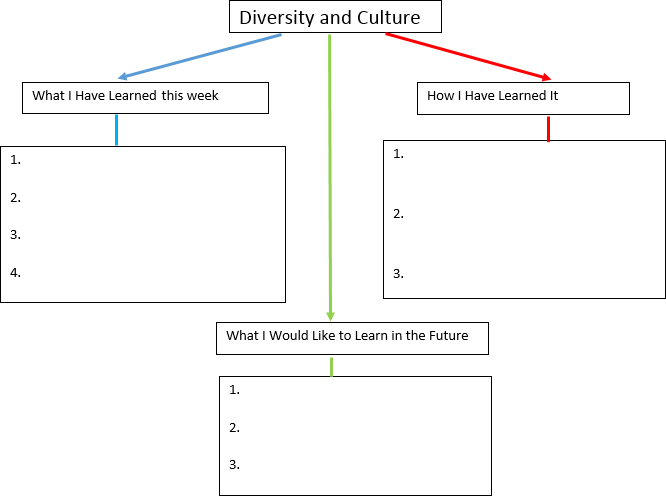 Diversity and Culture
What I Have Learned this week
1.
2.
3.
4.
How I Have Learned It
1.
2.
3.
What I Would Like to Learn in the Future
1.
2.
3.